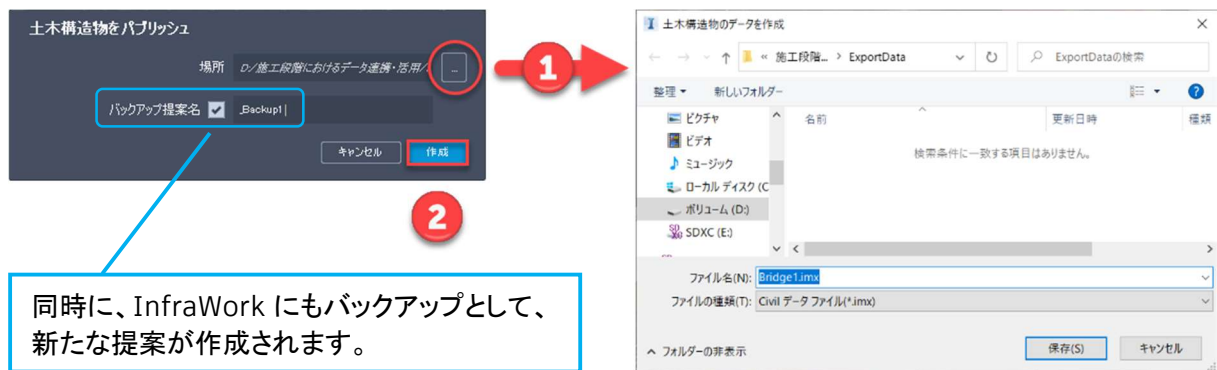 土木構造物をパブリッシュ
場所 D:/施工段階におけるデータ連携・活用/
...
バックアップ提案名 _Backup1
キャンセル 作成
1
2
同時に、InfraWork にもバックアップとして、
新たな提案が作成されます。
土木構造物のデータを作成
« 施工段階... > ExportData
ExportDataの検索
整理 新しいフォルダー
名前 更新日時 種類
ピクチャ
ビデオ
検索条件に一致する項目はありません。
ミュージック
ローカル ディスク (C
ボリューム (D:)
SDXC (E:)
ファイル名(N): Bridge1.imx
ファイルの種類(T): Civil データ ファイル(*.imx)
フォルダーの非表示 保存(S) キャンセル